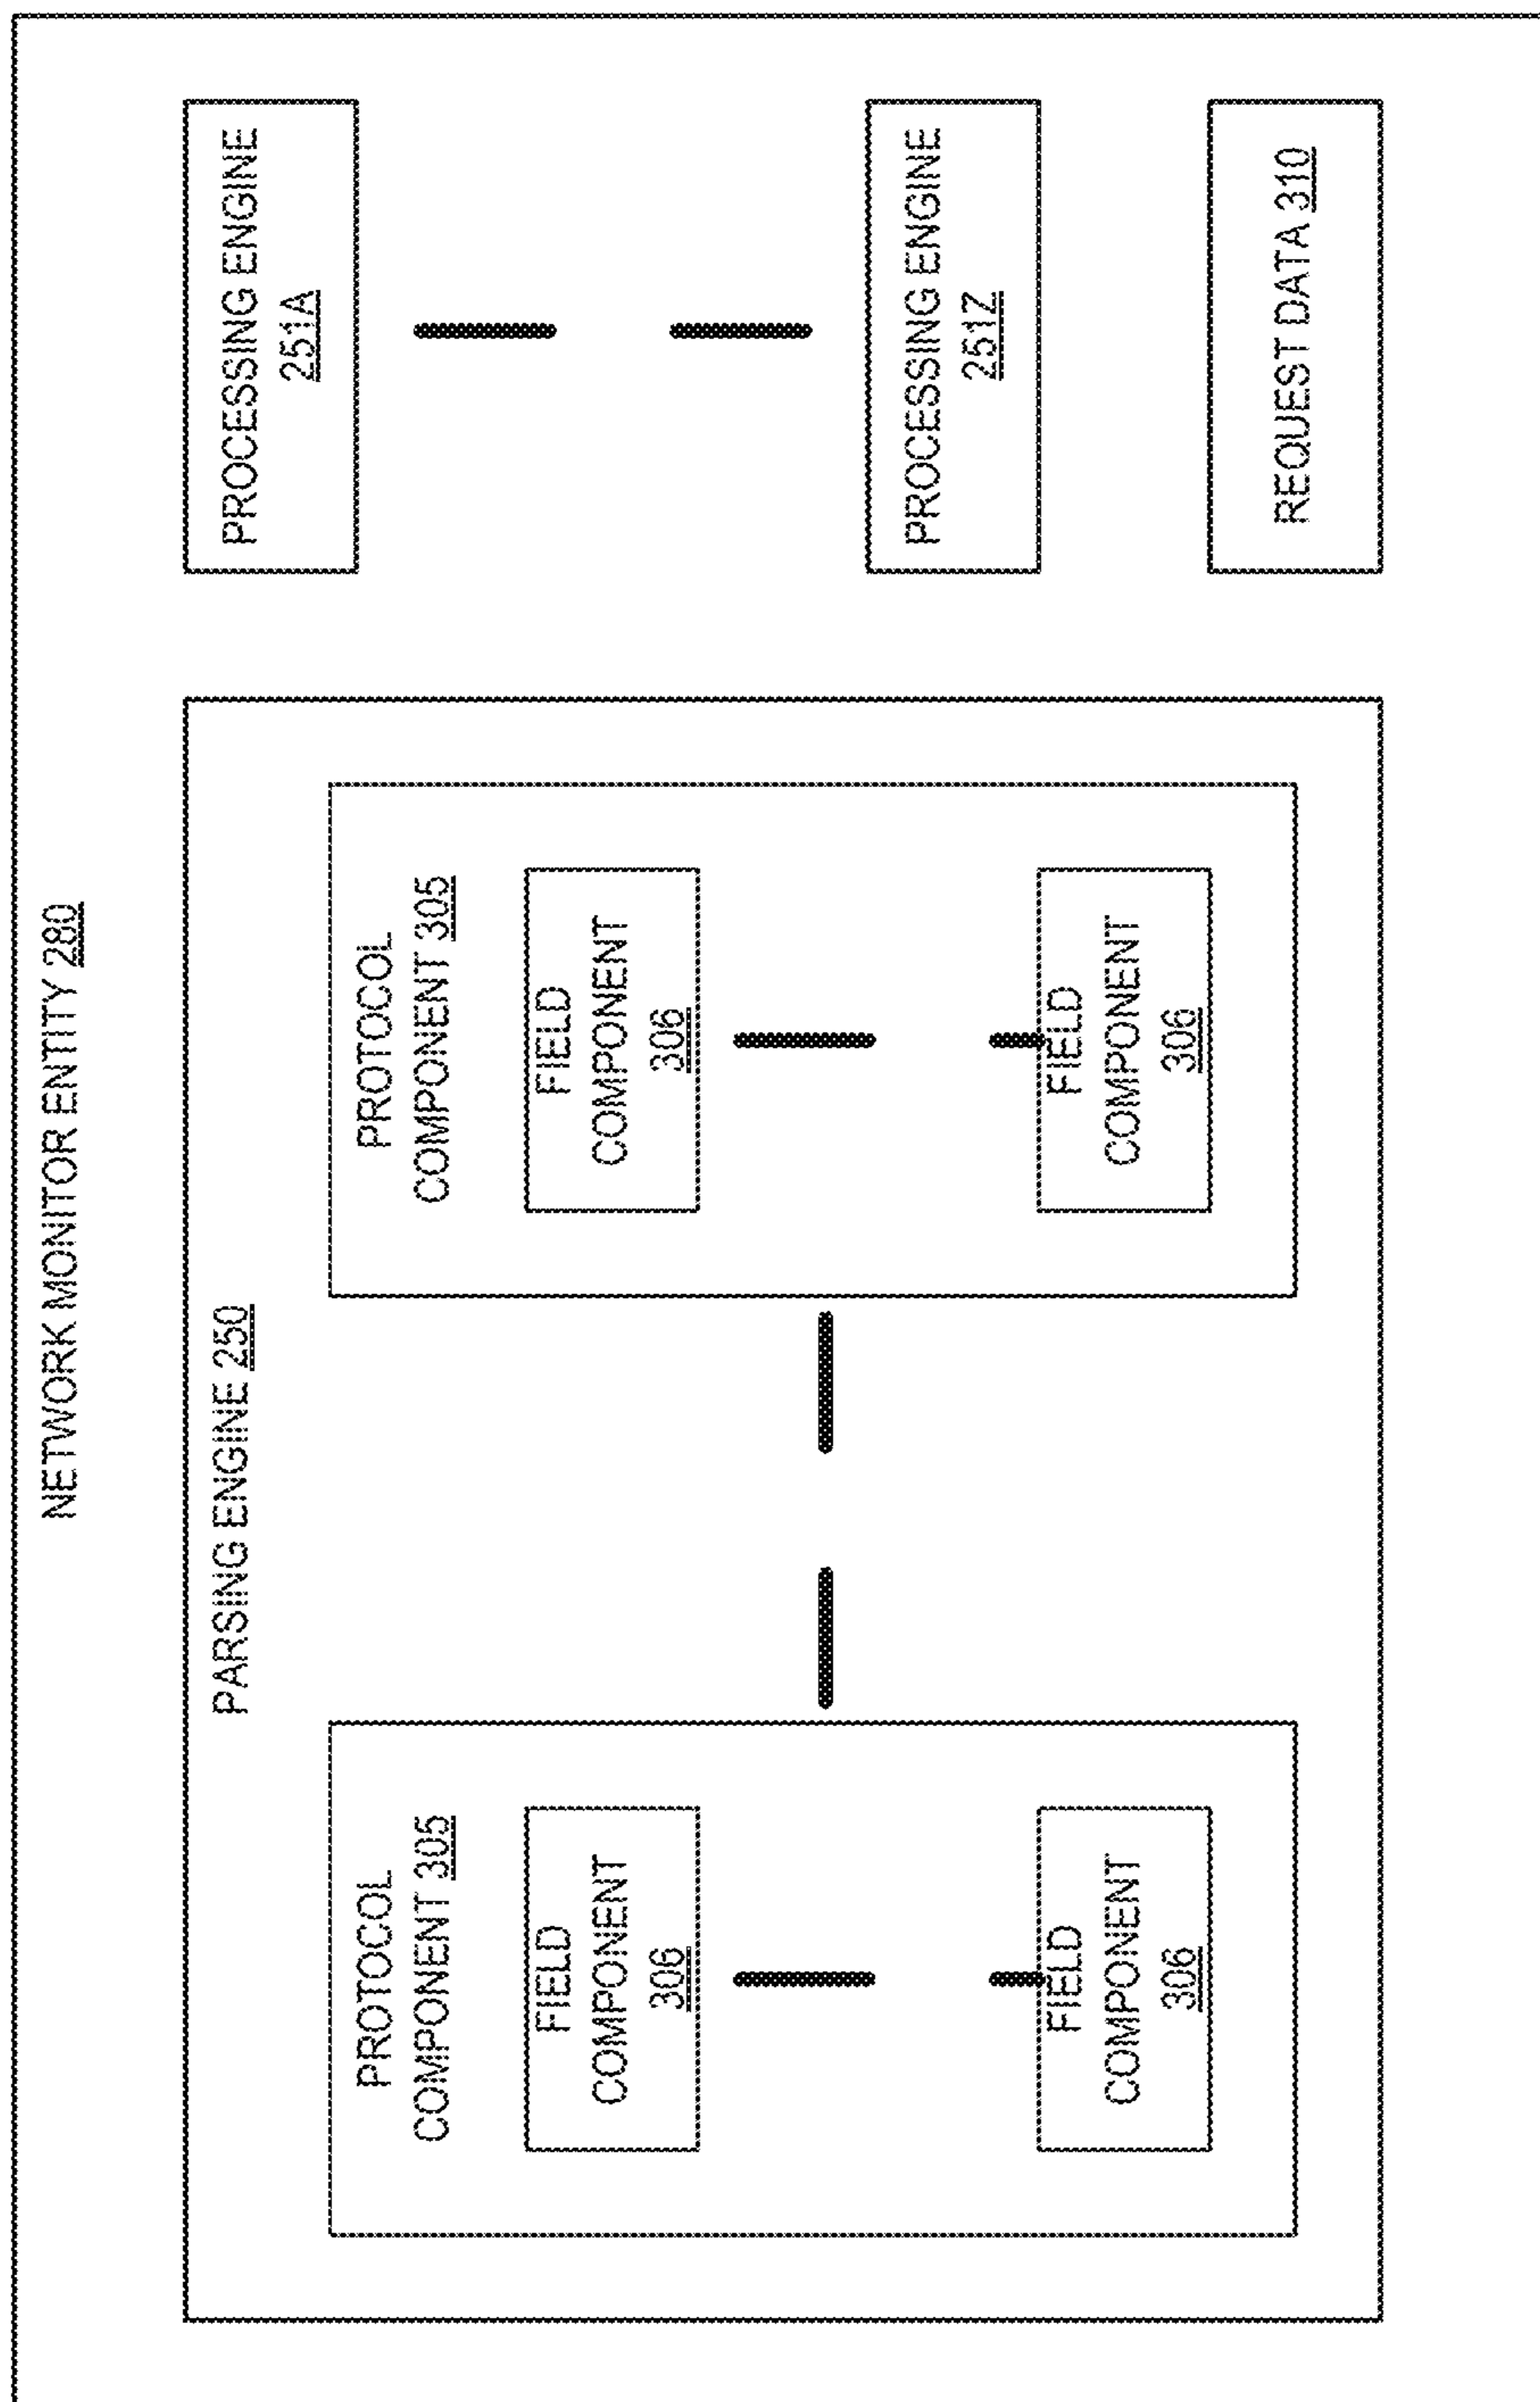 NETWORK MONITOR ENTITY 280
PARSING ENGINE 250
PROTOCOL
COMPONENT 305
FIELD
COMPONENT
306
FIELD
COMPONENT
306
PROTOCOL
COMPONENT 305
FIELD
COMPONENT
306
FIELD
COMPONENT
306
PROCESSING ENGINE
251A
PROCESSING ENGINE
251Z
REQUEST DATA 310